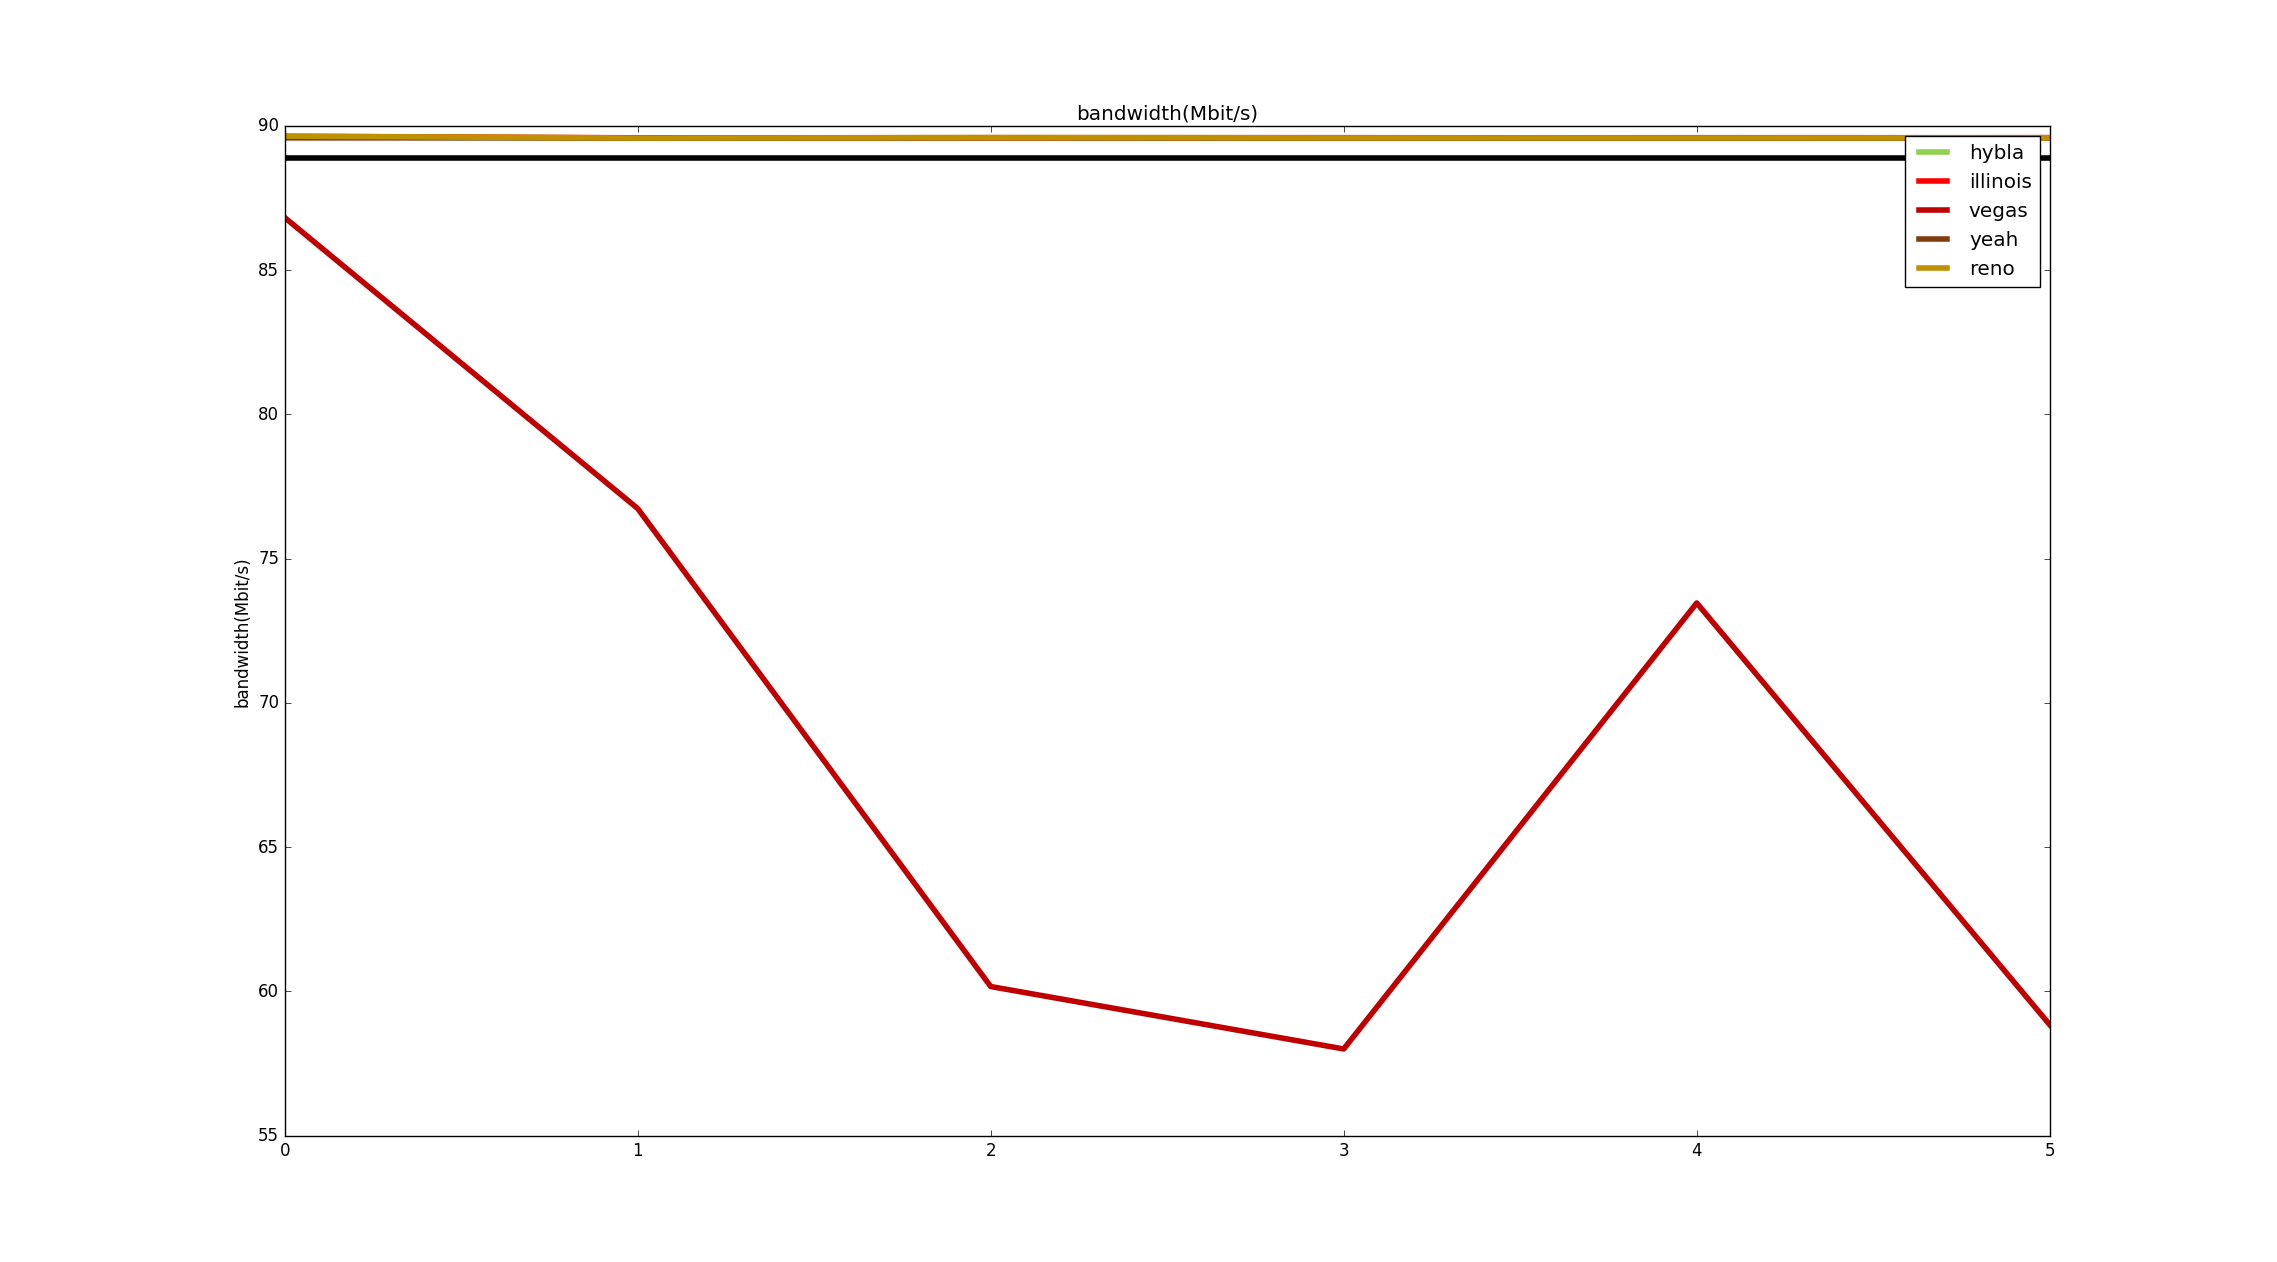 bandwidth(Mbit/s)
90
85
80
75
70
65
60
55
bandwidth(Mbit/s)
0 1 2 3 4 5
hybla
illinois
vegas
yeah
reno